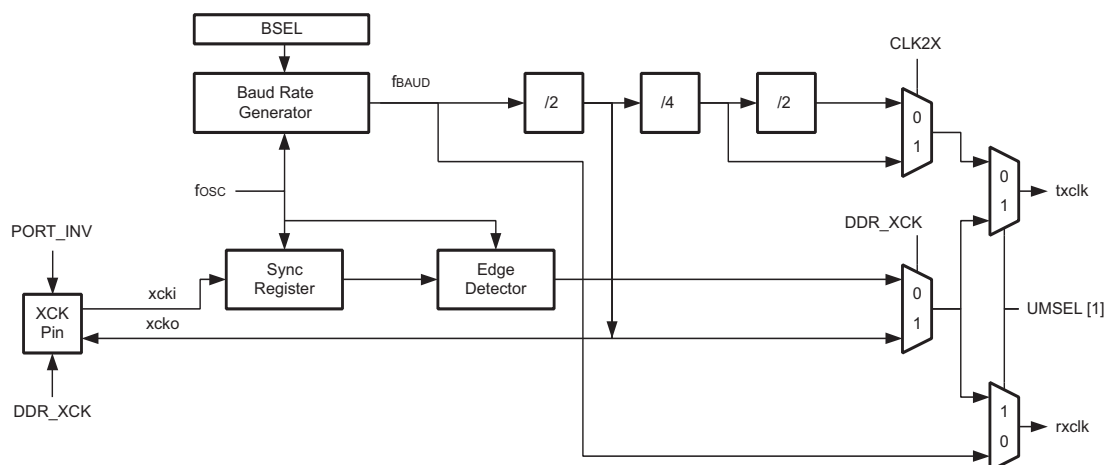 BSEL
CLK2X
fBAUD
Baud Rate
Generator
/2
/4
/2
0
1
fOSC
0
1
txclk
PORT_INV
DDR_XCK
Sync
Register
Edge
Detector
xcki
XCK
Pin
xcko
0
1
UMSEL [1]
DDR_XCK
1
0
rxclk